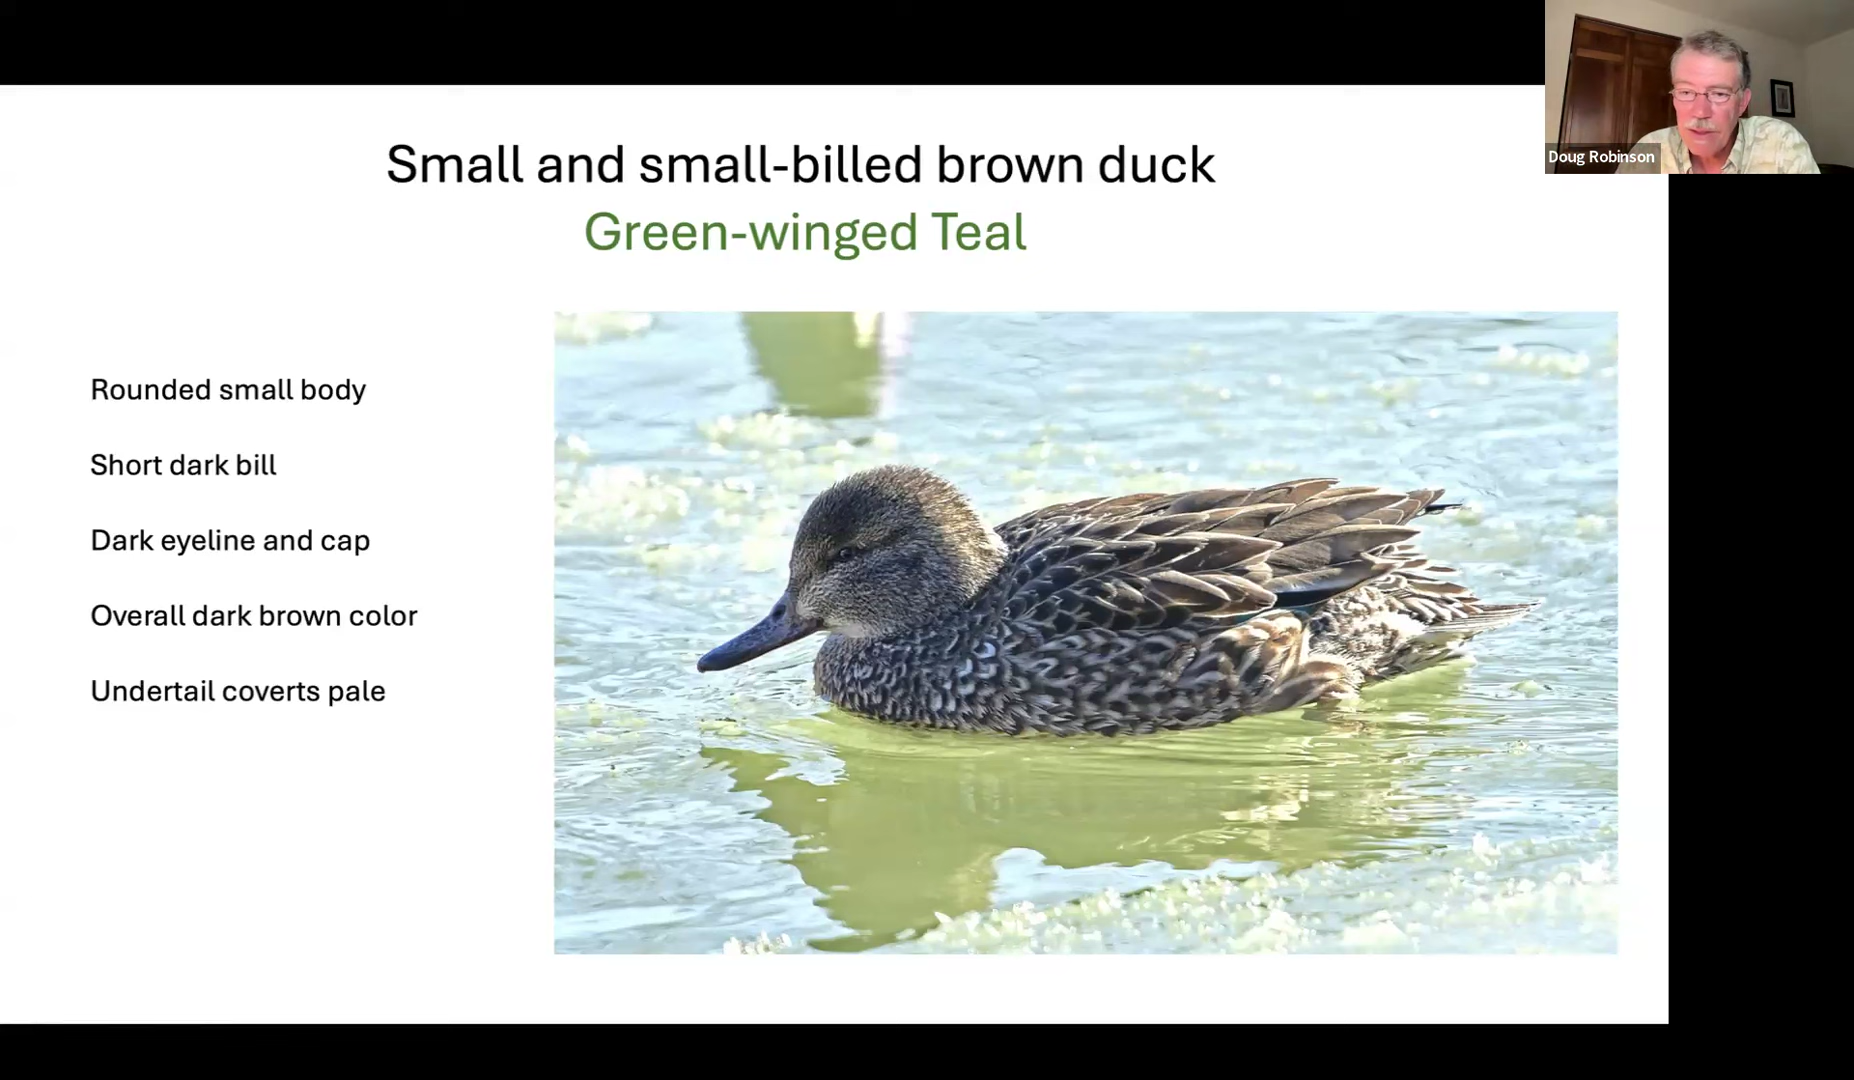 Small and small-billed brown duck
Green-winged Teal
Rounded small body
Short dark bill
Dark eyeline and cap
Overall dark brown color
Undertail coverts pale
Doug Robinson